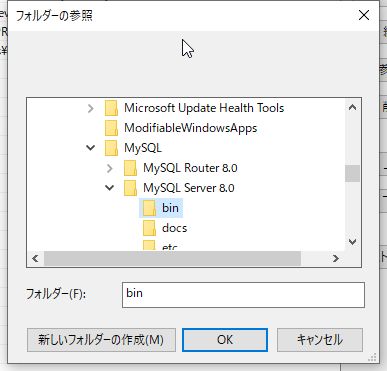 フォルダーの参照
Microsoft Update Health Tools
ModifiableWindowsApps
MySQL
MySQL Router 8.0
MySQL Server 8.0
bin
docs
etc
フォルダー(F):
bin
新しいフォルダーの作成(M)
OK
キャンセル